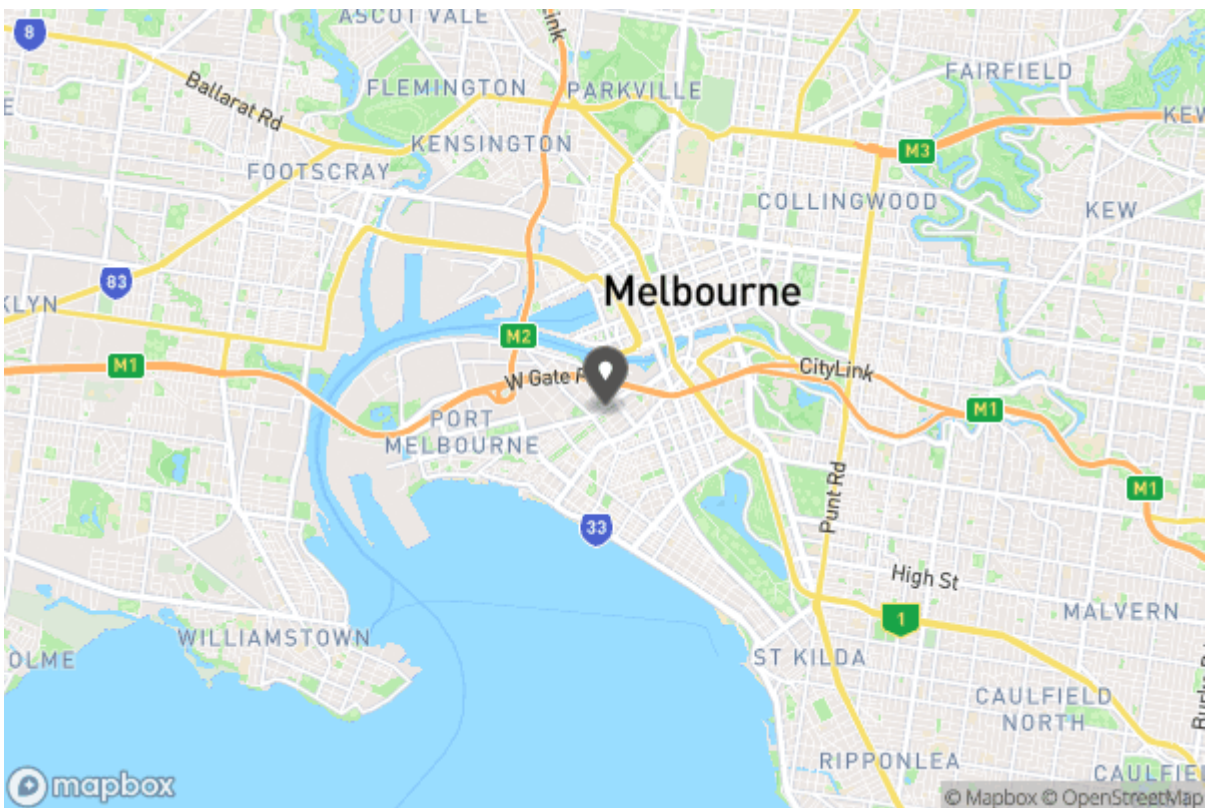 ASCOT VALE
8
Link
FAIRFIELD
FLEMINGTON
PARKVILLE
Ballarat Rd
KEW
KENSINGTON
M3
FOOTSCRAY
COLLINGWOOD
KEW
83
Melbourne
KLYN
M2
M1
CityLink
W Gate F
M1
PORT
MELBOURNE
M1
Punt Rd
33
High St
1
MALVERN
WILLIAMSTOWN
OLME
ST KILDA
CAULFIELD
NORTH
RIPPONLEA
CAULFIE
mapbox
© Mapbox © OpenStreetMap